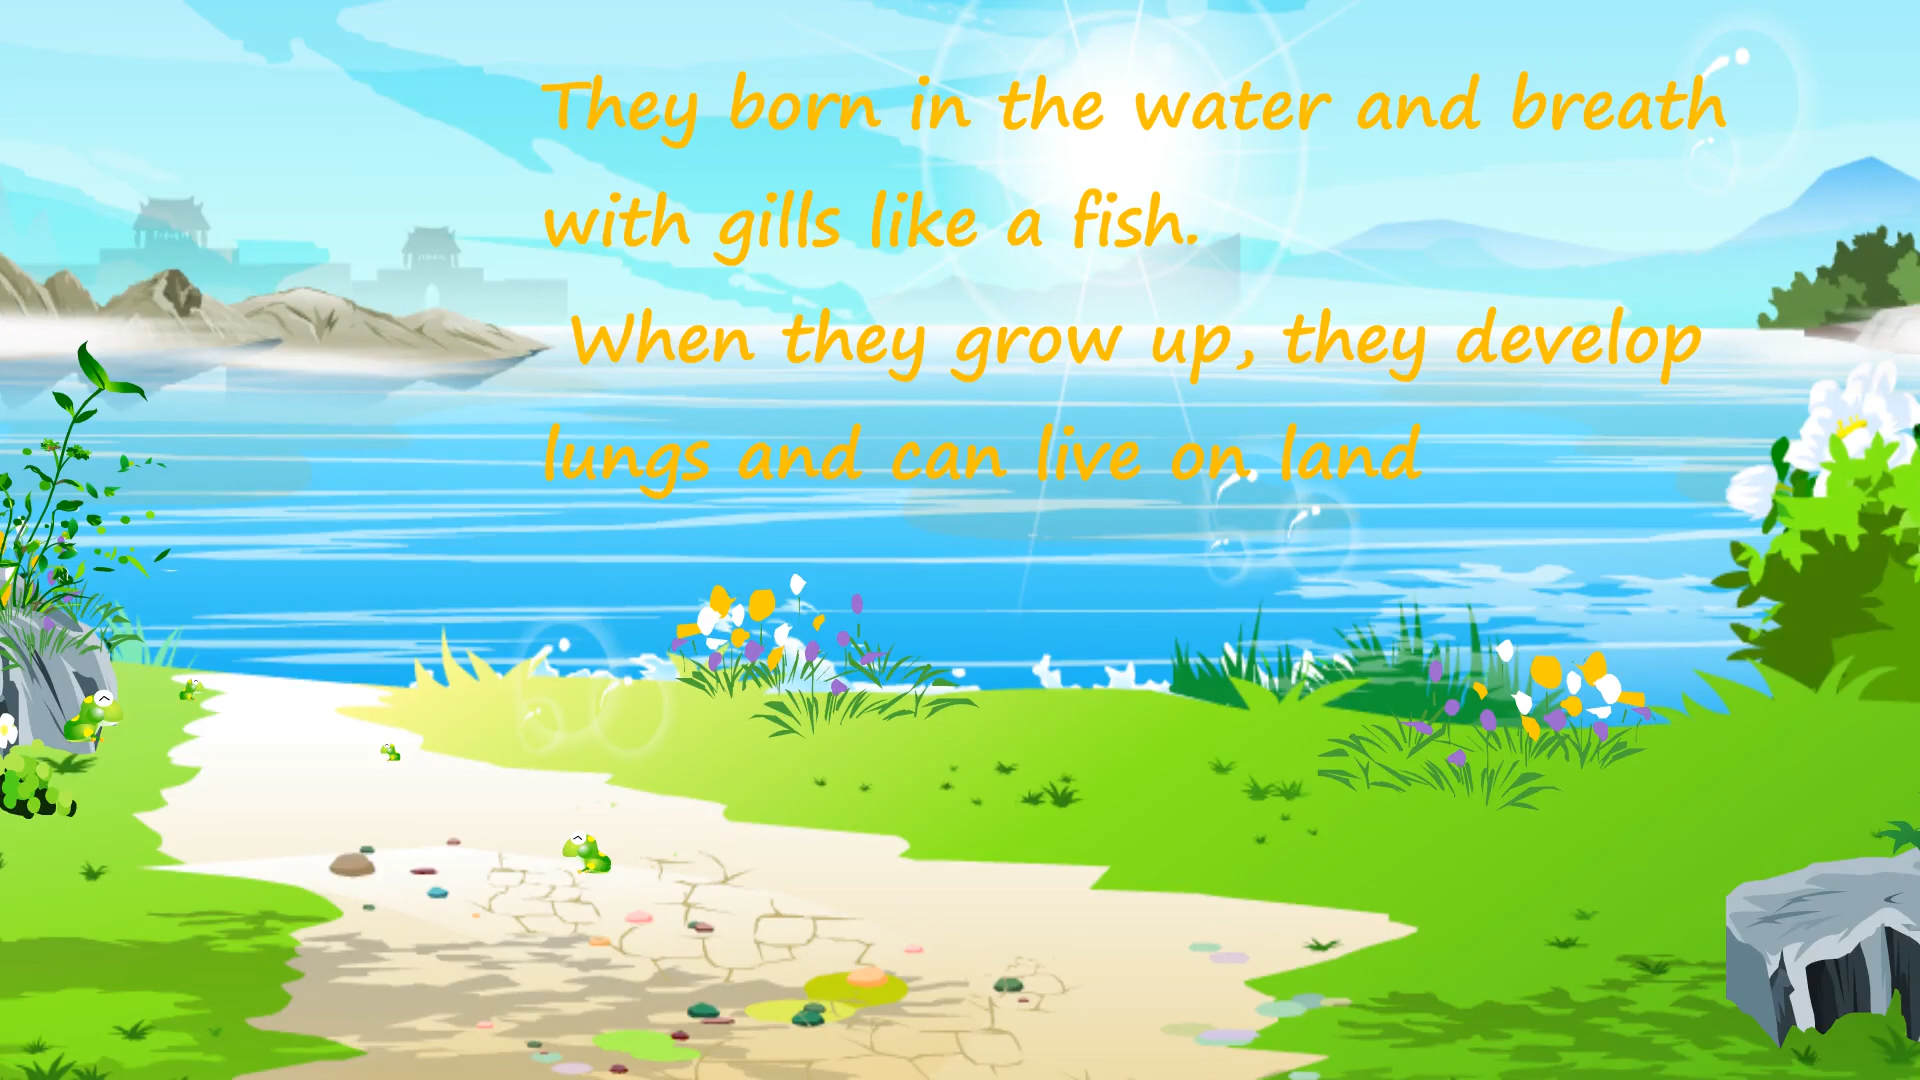 They born in the water and breath
with gills like a fish.
When they grow up, they develop
lungs and can live on land